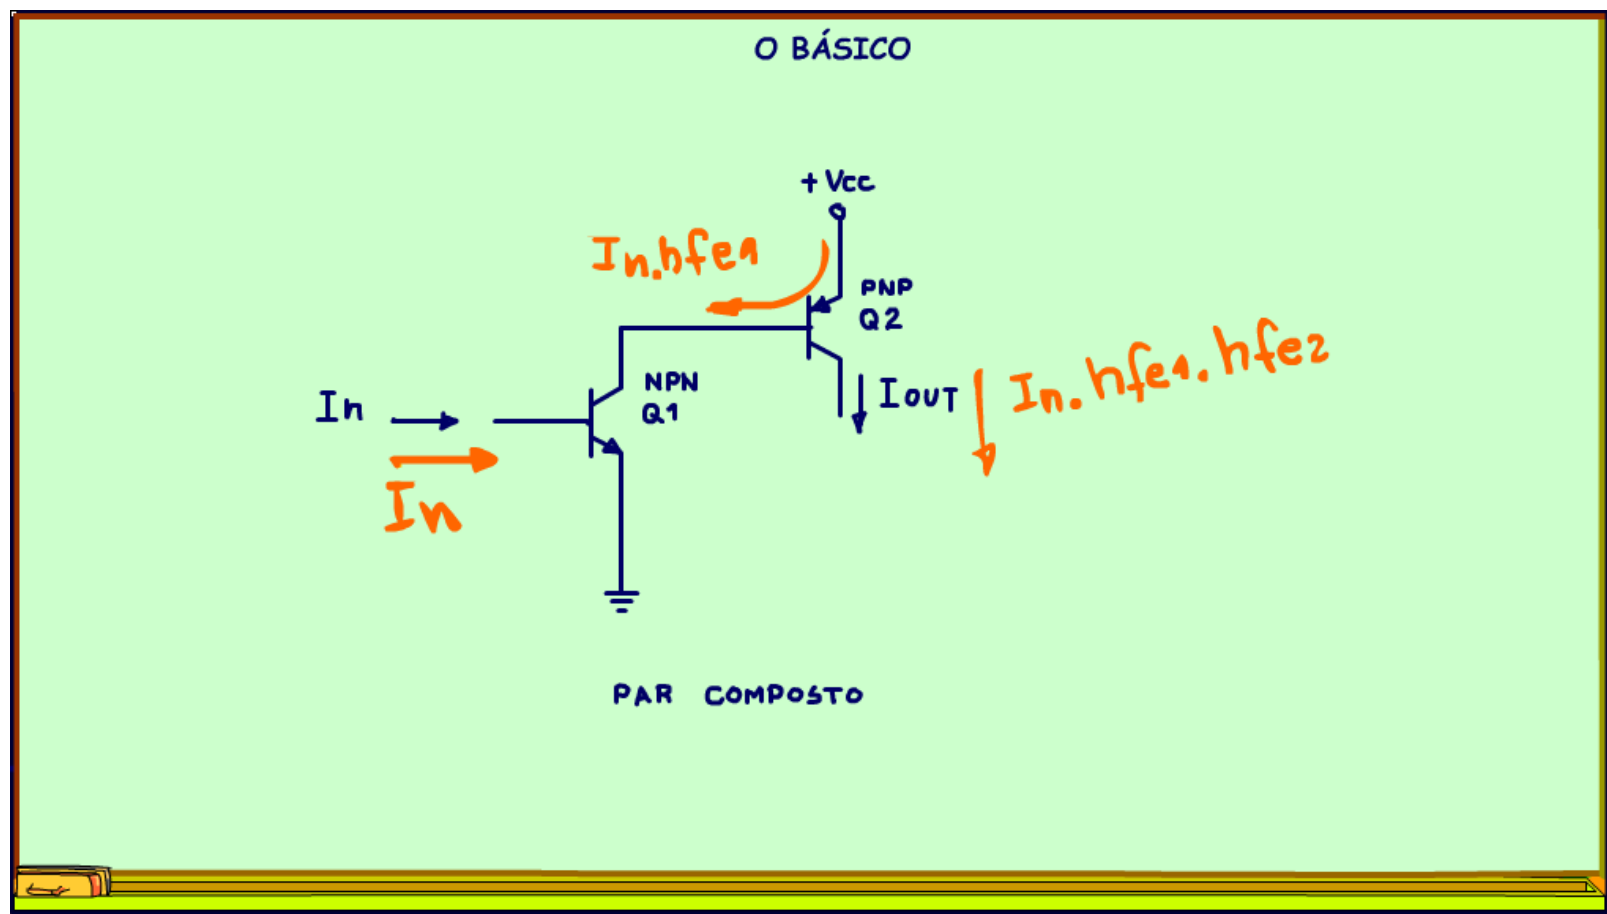 O BÁSICO
+ Vcc
In.hfe1
PNP
Q2
NPN
Q1
In
IOUT
In.hfe1.hfe2
In
PAR COMPOSTO